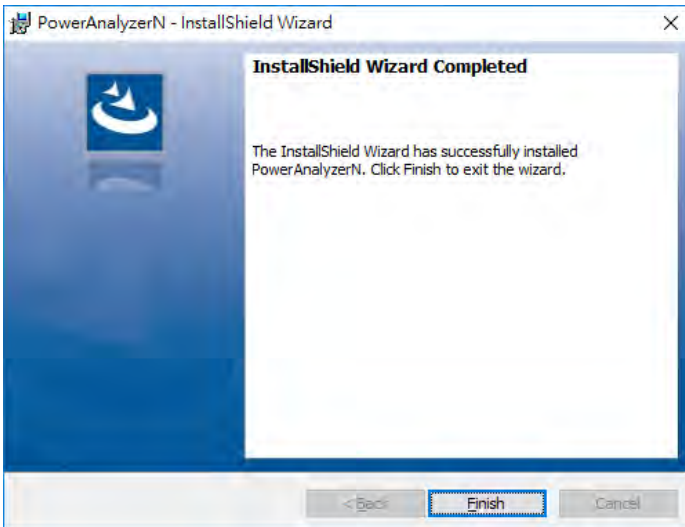 PowerAnalyzerN - InstallShield Wizard
InstallShield Wizard Completed
The InstallShield Wizard has successfully installed
PowerAnalyzerN. Click Finish to exit the wizard.
< Back
Finish
Cancel